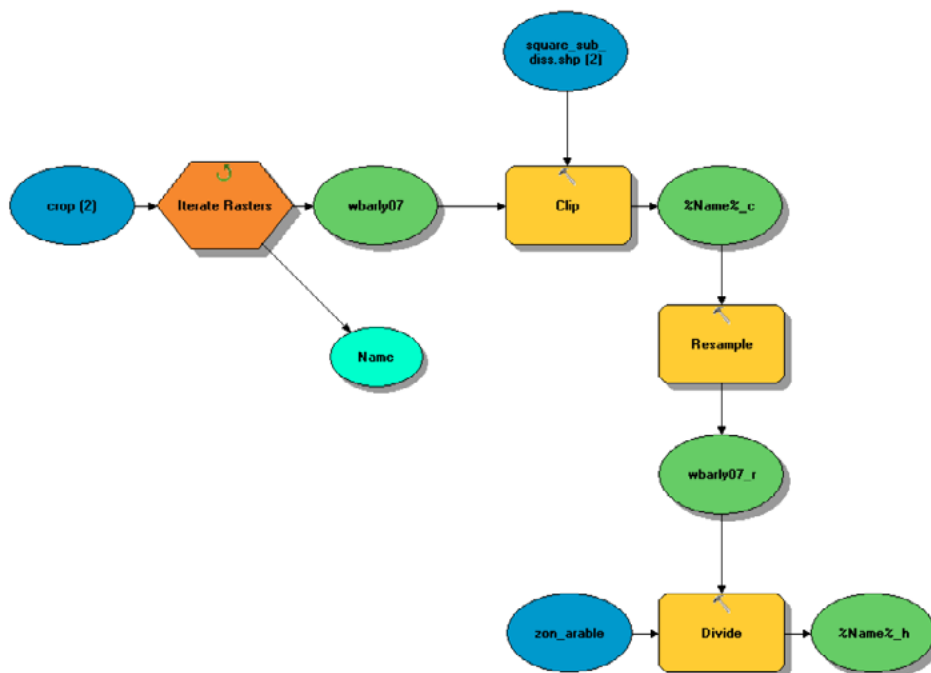 square_sub_
diss.shp (2)
crop (2)
Iterate Rasters
wbarly07
Clip
%Name%_c
Name
Resample
wbarly07_r
zon_arable
Divide
%Name%_h